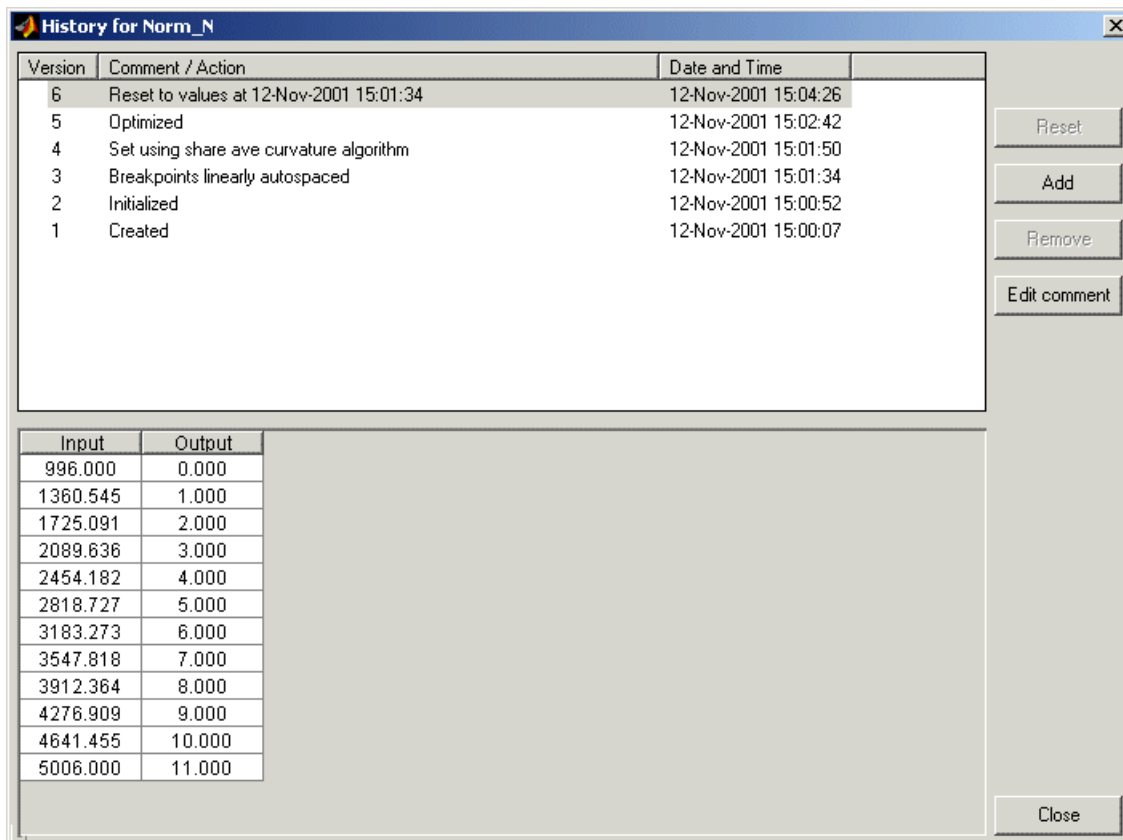 History for Norm_N
Version Comment / Action Date and Time
6 Reset to values at 12-Nov-2001 15:01:34 12-Nov-2001 15:04:26
5 Optimized 12-Nov-2001 15:02:42
4 Set using share ave curvature algorithm 12-Nov-2001 15:01:50
3 Breakpoints linearly autospaced 12-Nov-2001 15:01:34
2 Initialized 12-Nov-2001 15:00:52
1 Created 12-Nov-2001 15:00:07
Reset
Add
Remove
Edit comment
Input Output
996.000 0.000
1360.545 1.000
1725.091 2.000
2089.636 3.000
2454.182 4.000
2818.727 5.000
3183.273 6.000
3547.818 7.000
3912.364 8.000
4276.909 9.000
4641.455 10.000
5006.000 11.000
Close